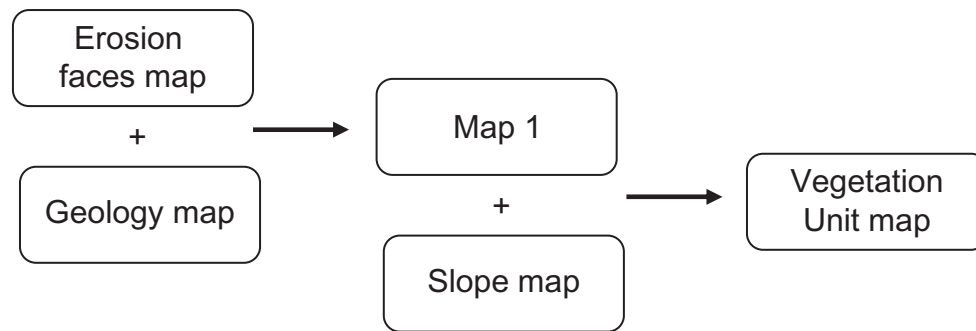 Erosion
faces map
+
Geology map
Map 1
+
Slope map
Vegetation
Unit map